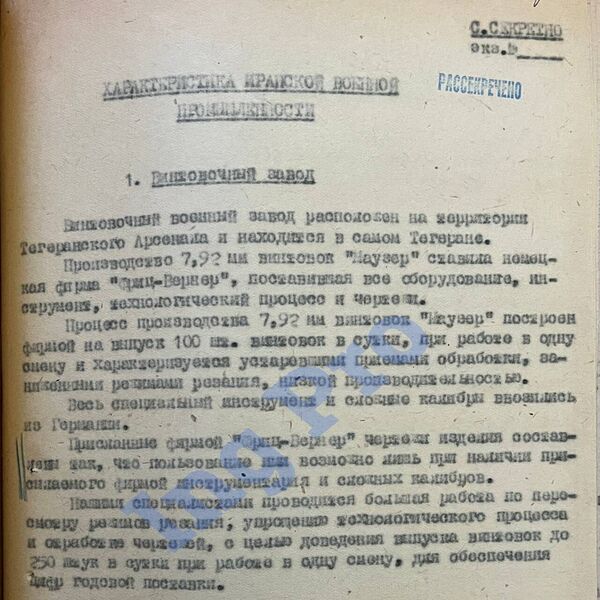 С.СЕКРЕТНО
экз.№
РАССЕКРЕЧЕНО
ХАРАКТЕРИСТИКА ИРАНСКОЙ ВОЕННОЙ
ПРОМЫШЛЕННОСТИ
1. Винтовочный завод
Винтовочный военный завод расположен на территории
Тегеранского Арсенала и находится в самом Тегеране.
Производство 7,92 мм винтовок "Маузер" ставила немец-
кая фирма "Фриц-Вернер", поставившая все оборудование, ин-
струмент, технологический процесс и чертежи.
Процесс производства 7,92 мм винтовок "Маузер" построен
фирмой на выпуск 100 шт. винтовок в сутки, при работе в одну
смену и характеризуется устаревшими приемами обработки, за-
ниженными режимами резания, низкой производительностью.
Весь специальный инструмент и сложные калибры ввозились
из Германии.
Присланные фирмой "Фриц-Вернер" чертежи изделия состав-
лены так, что пользование ими возможно лишь при наличии при-
сылаемого фирмой инструментария и сложных калибров.
Нашими специалистами проводится большая работа по пере-
смотру режимов резания, упрощению технологического процесса
и отработке чертежей, с целью доведения выпуска винтовок до
250 штук в сутки при работе в одну смену, для обеспечения
цифр годовой поставки.